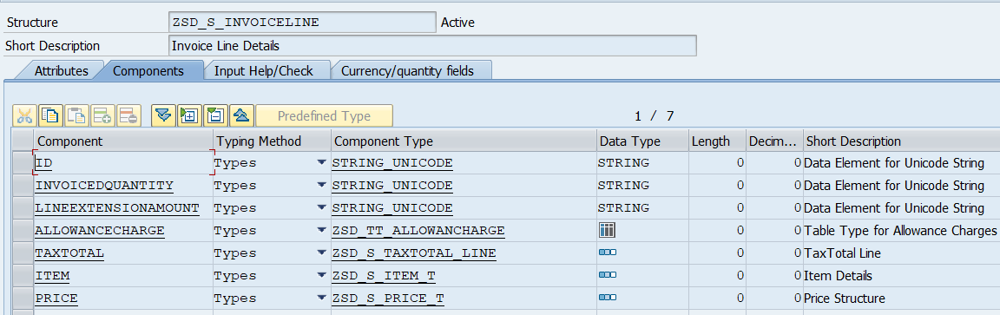 Structure ZSD_S_INVOICELINE Active
Short Description Invoice Line Details
Attributes Components Input Help/Check Currency/quantity fields
Predefined Type 1 / 7
Component Typing Method Component Type Data Type Length Decim... Short Description
ID Types STRING_UNICODE STRING 0 0 Data Element for Unicode String
INVOICEDQUANTITY Types STRING_UNICODE STRING 0 0 Data Element for Unicode String
LINEEXTENSIONAMOUNT Types STRING_UNICODE STRING 0 0 Data Element for Unicode String
ALLOWANCECHARGE Types ZSD_TT_ALLOWANCHARGE 0 0 Table Type for Allowance Charges
TAXTOTAL Types ZSD_S_TAXTOTAL_LINE 0 0 TaxTotal Line
ITEM Types ZSD_S_ITEM_T 0 0 Item Details
PRICE Types ZSD_S_PRICE_T 0 0 Price Structure